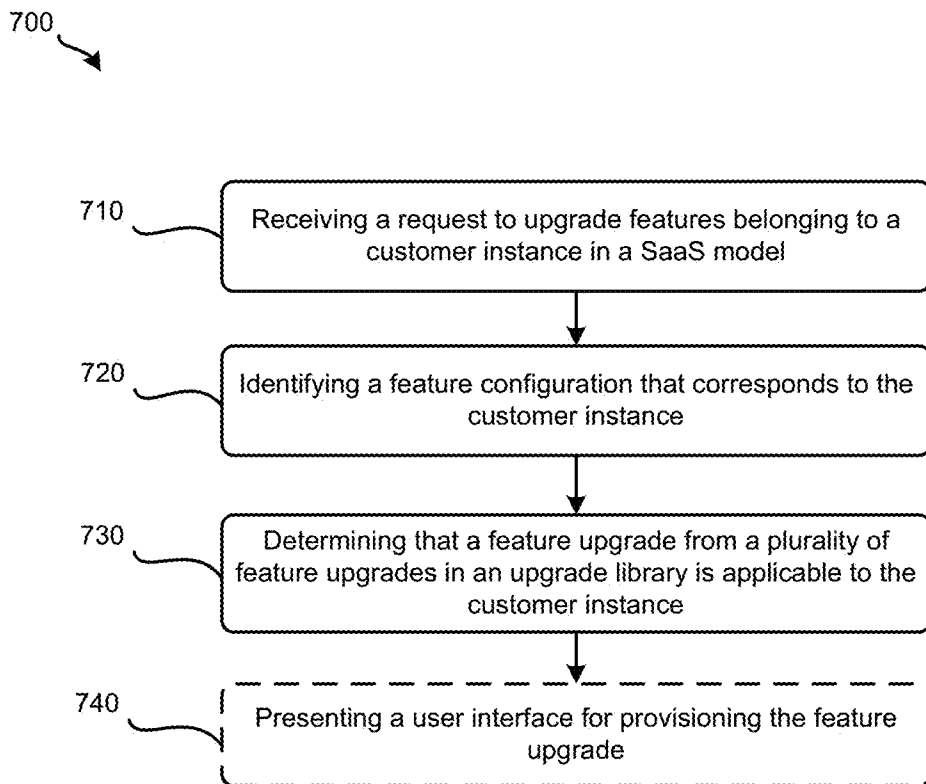 700
710
Receiving a request to upgrade features belonging to a
customer instance in a SaaS model
720
Identifying a feature configuration that corresponds to the
customer instance
730
Determining that a feature upgrade from a plurality of
feature upgrades in an upgrade library is applicable to the
customer instance
740
Presenting a user interface for provisioning the feature
upgrade